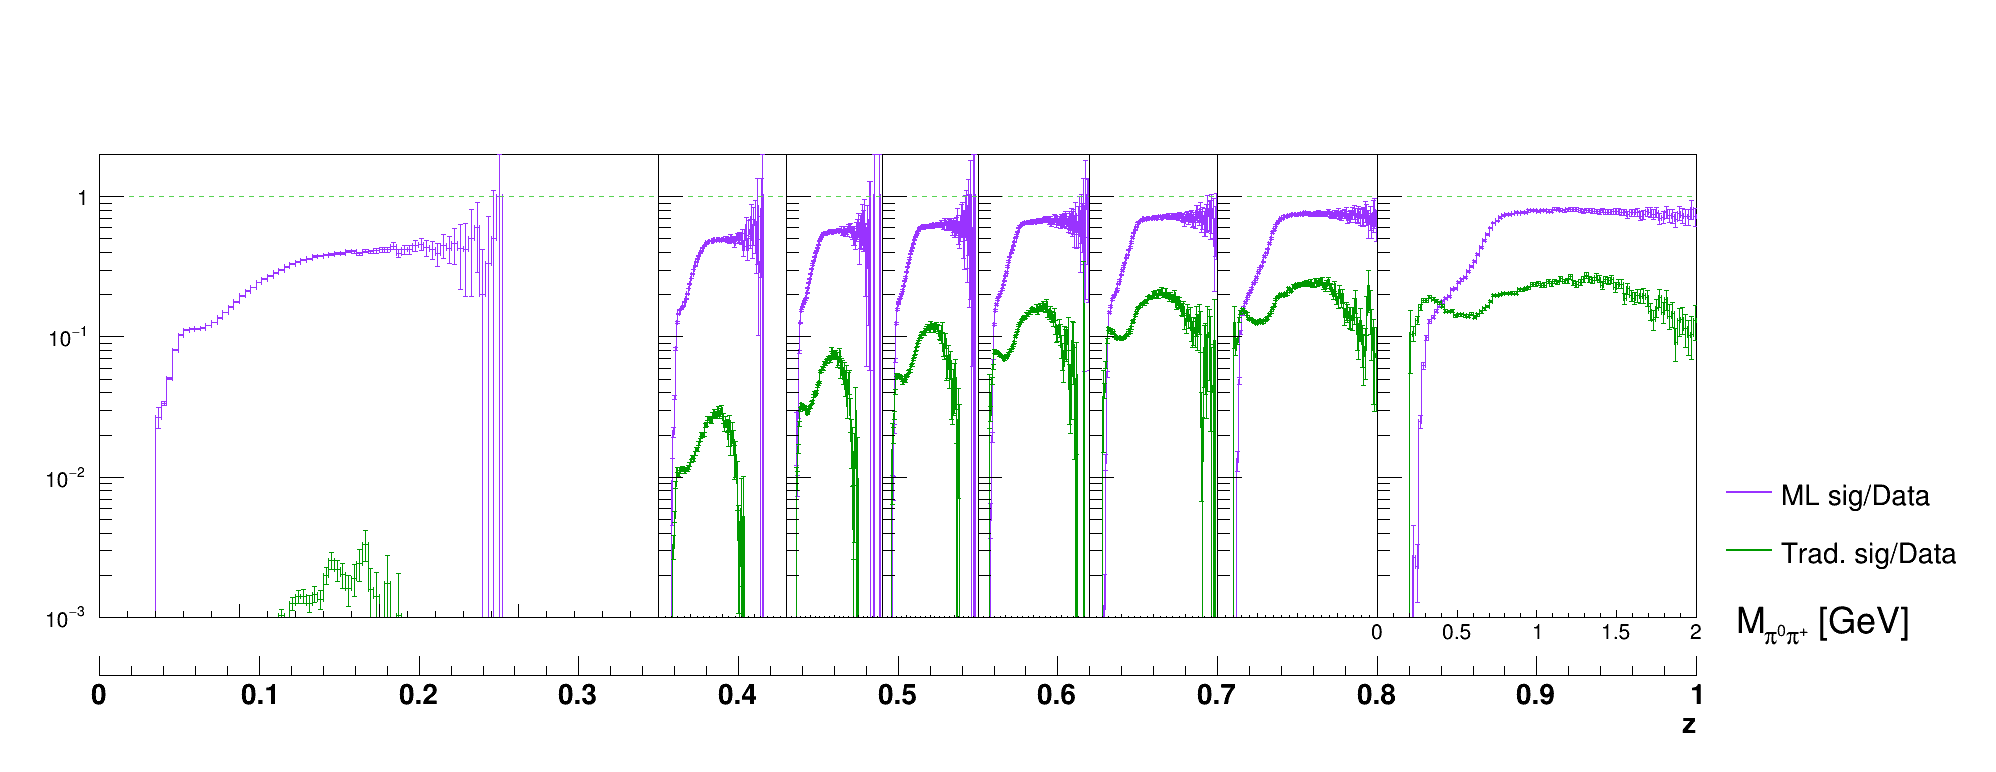 1
10⁻¹
10⁻²
10⁻³
ML sig/Data
Trad. sig/Data
0 0.5 1 1.5 2
Mπ⁰π⁺ [GeV]
0 0.1 0.2 0.3 0.4 0.5 0.6 0.7 0.8 0.9 1
z